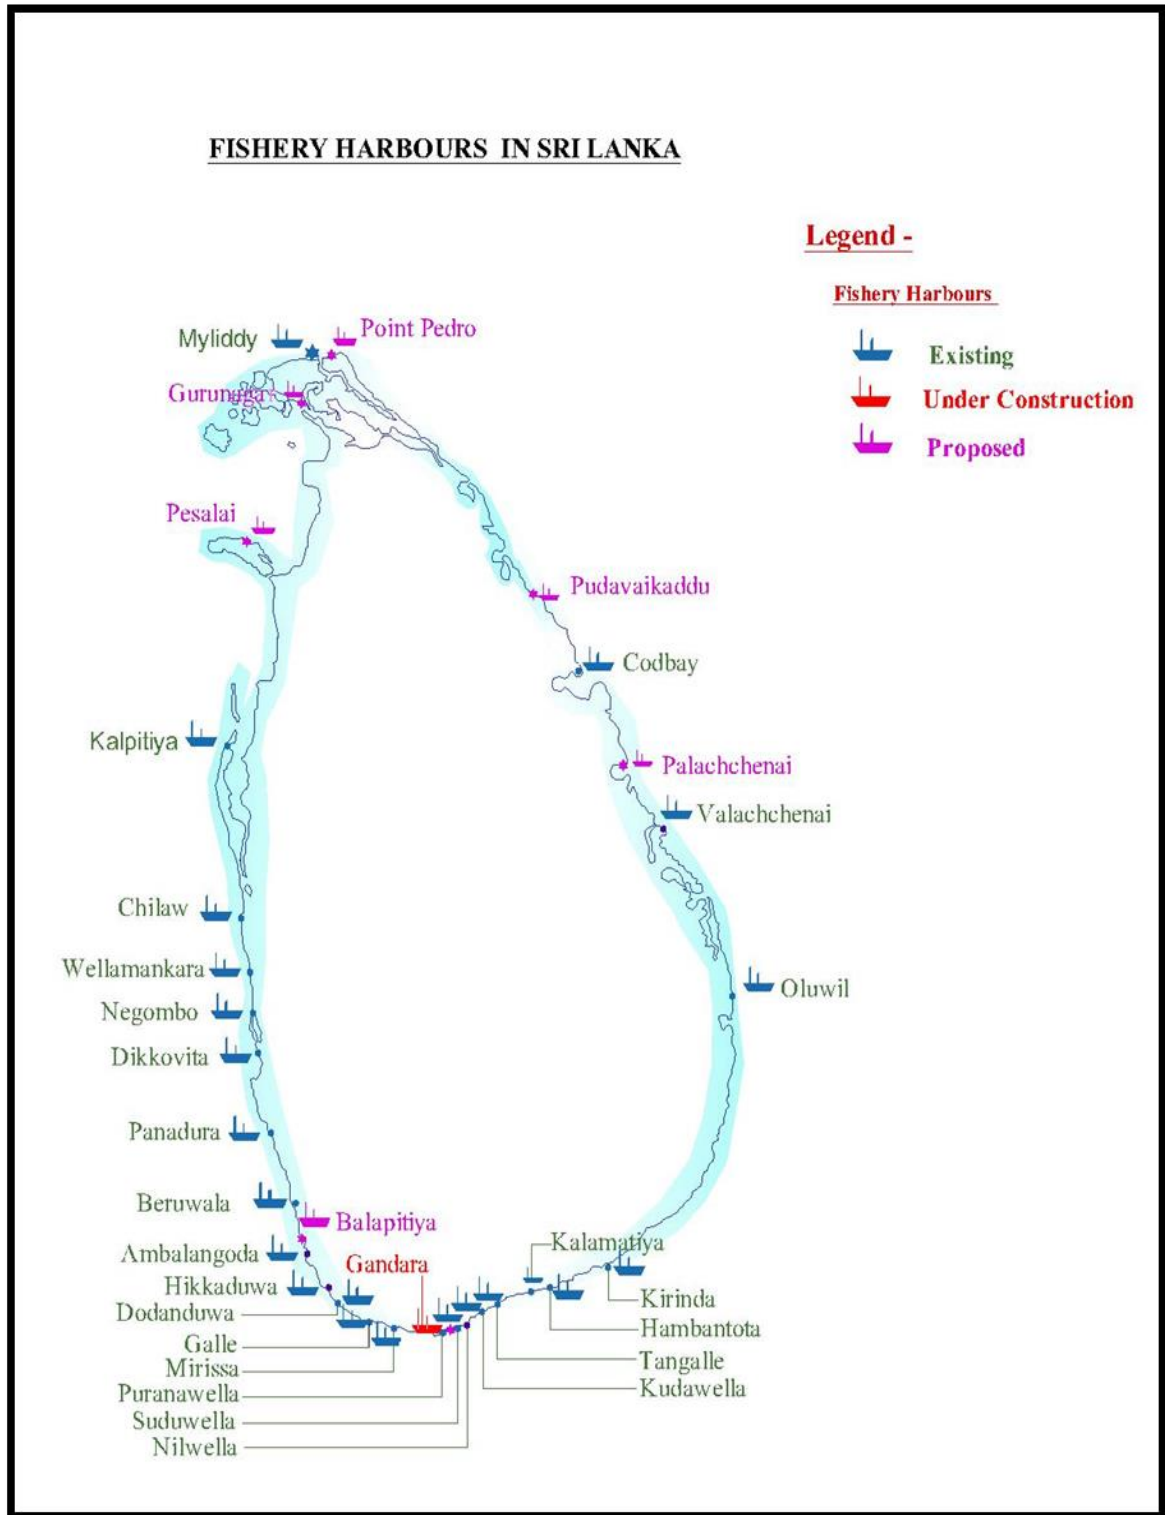 FISHERY HARBOURS IN SRI LANKA
Legend -
Fishery Harbours
Existing
Under Construction
Proposed
Myliddy
Point Pedro
Gurunagar
Pesalai
Pudavaikaddu
Codbay
Kalpitiya
Palachchenai
Valachchenai
Chilaw
Wellamankara
Oluwil
Negombo
Dikkovita
Panadura
Beruwala
Balapitiya
Kalamatiya
Ambalangoda
Gandara
Hikkaduwa
Kirinda
Dodanduwa
Hambantota
Galle
Tangalle
Mirissa
Kudawella
Puranawella
Suduwella
Nilwella